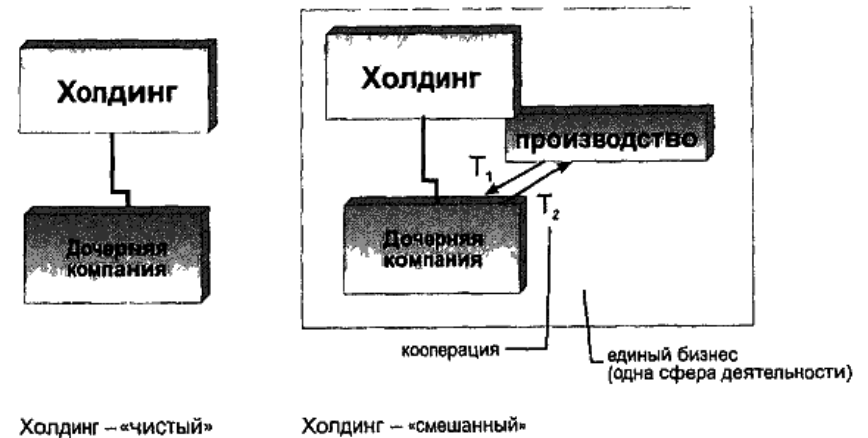 Холдинг
Дочерняя
компания
Холдинг
производство
T₁
T₂
Дочерняя
компания
кооперация
единый бизнес
(одна сфера деятельности)
Холдинг – «чистый»
Холдинг – «смешанный»